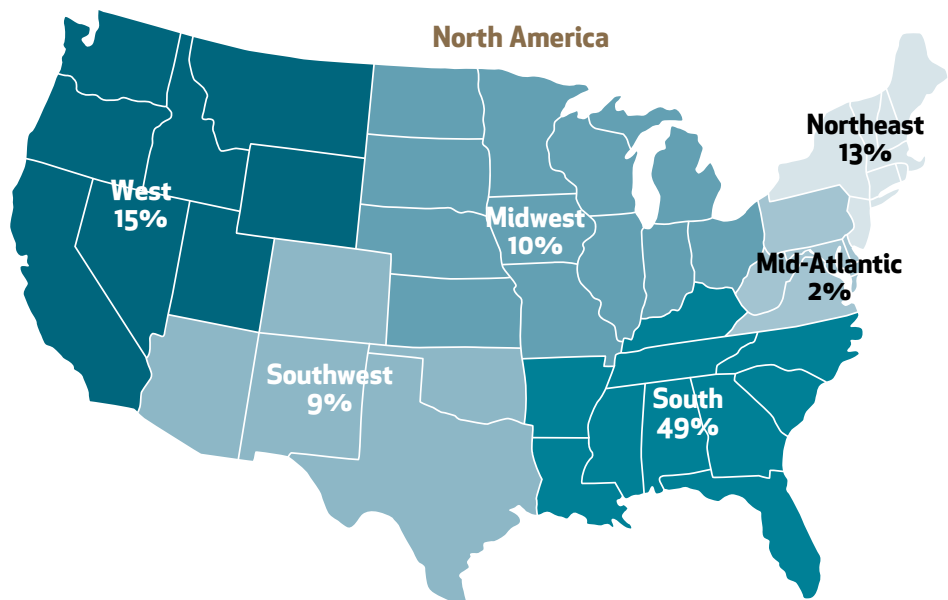 North America
Northeast
13%
West
15%
Midwest
10%
Mid-Atlantic
2%
Southwest
9%
South
49%